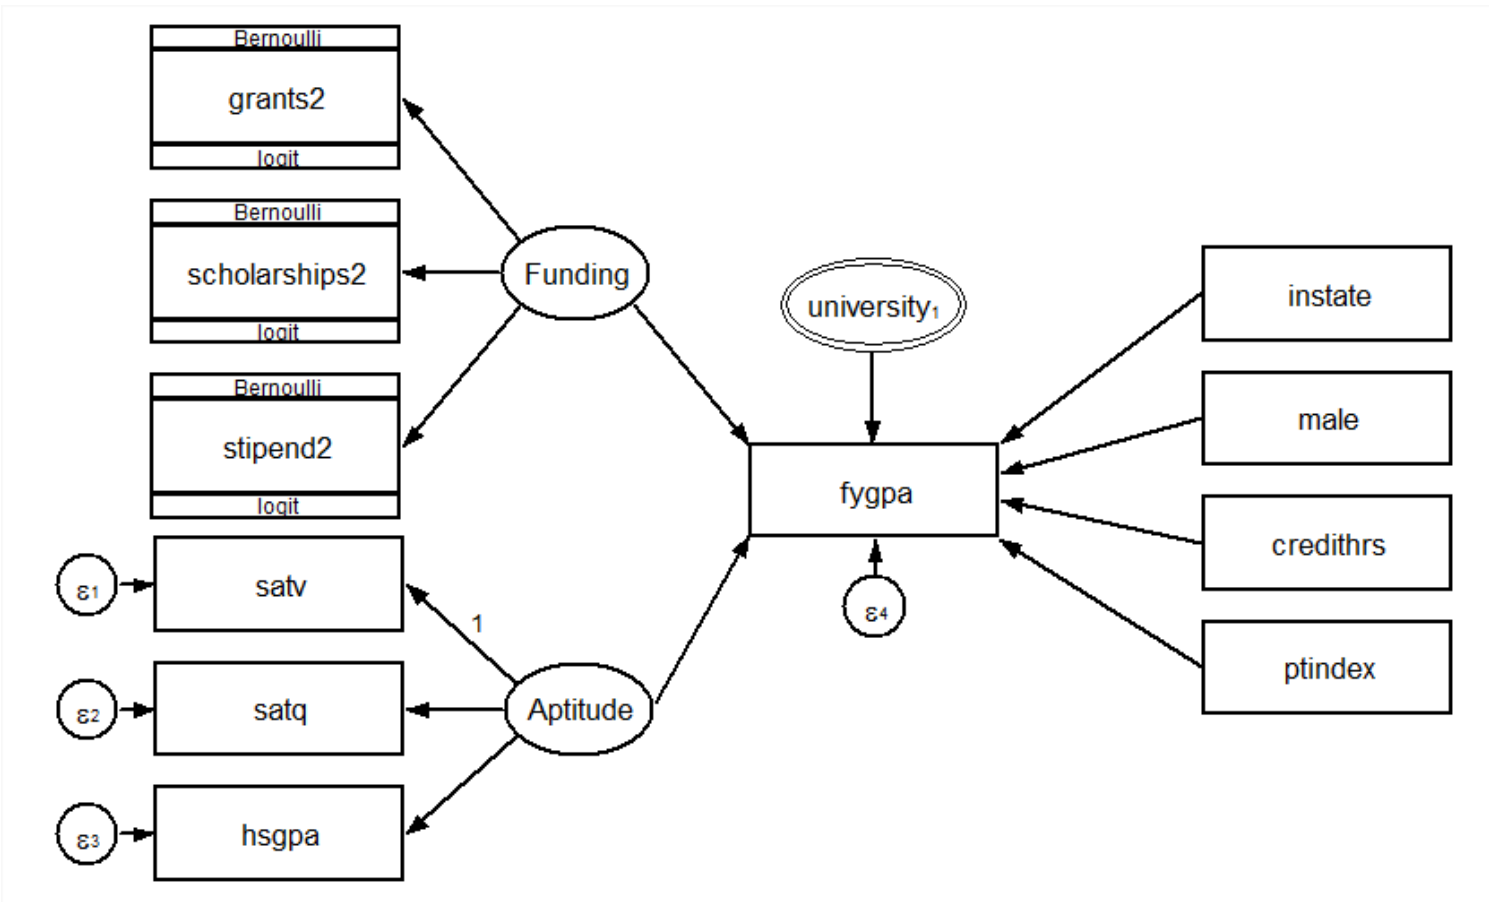 Bernoulli
grants2
logit
Bernoulli
scholarships2
logit
Bernoulli
stipend2
logit
Funding
university₁
instate
male
fygpa
credithrs
ptindex
ε₁
satv
1
ε₂
satq
Aptitude
ε₄
ε₃
hsgpa